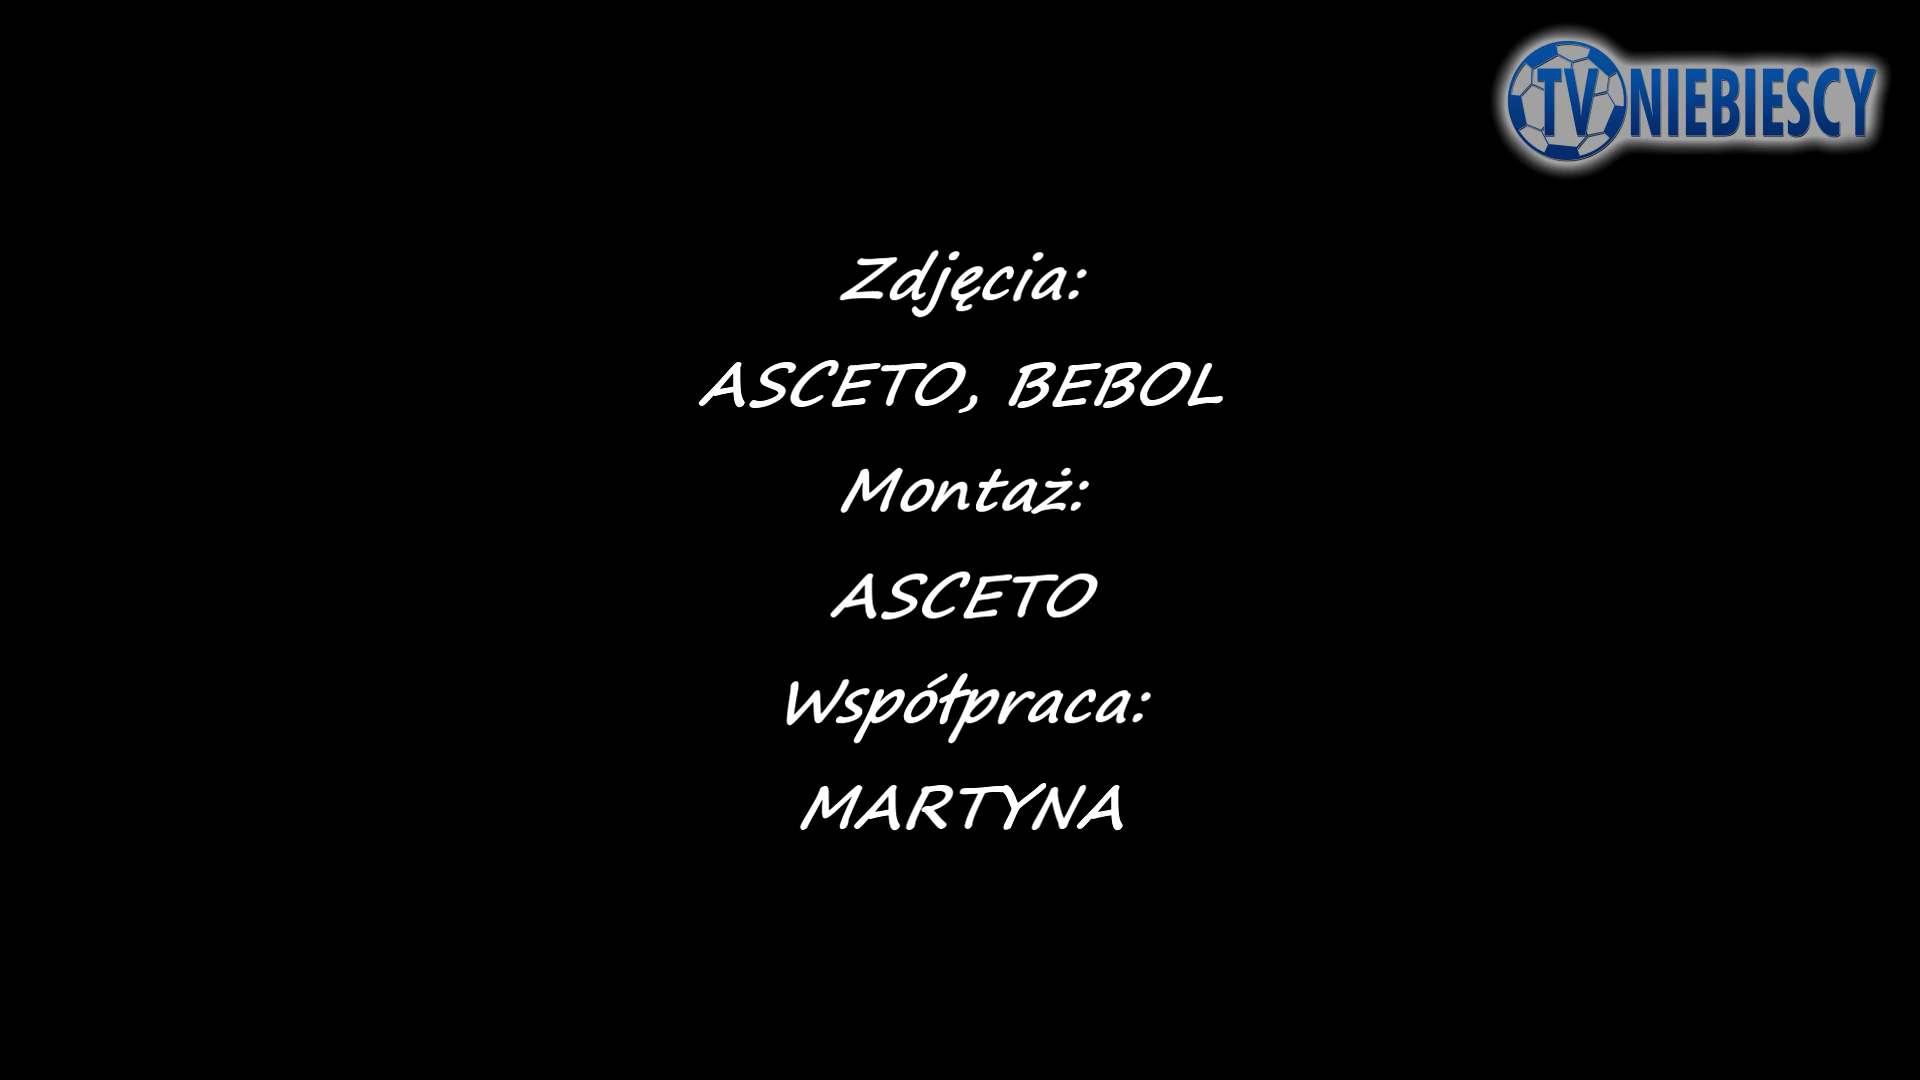 TV NIEBIESCY
Zdjęcia:
ASCETO, BEBOL
Montaż:
ASCETO
Współpraca:
MARTYNA